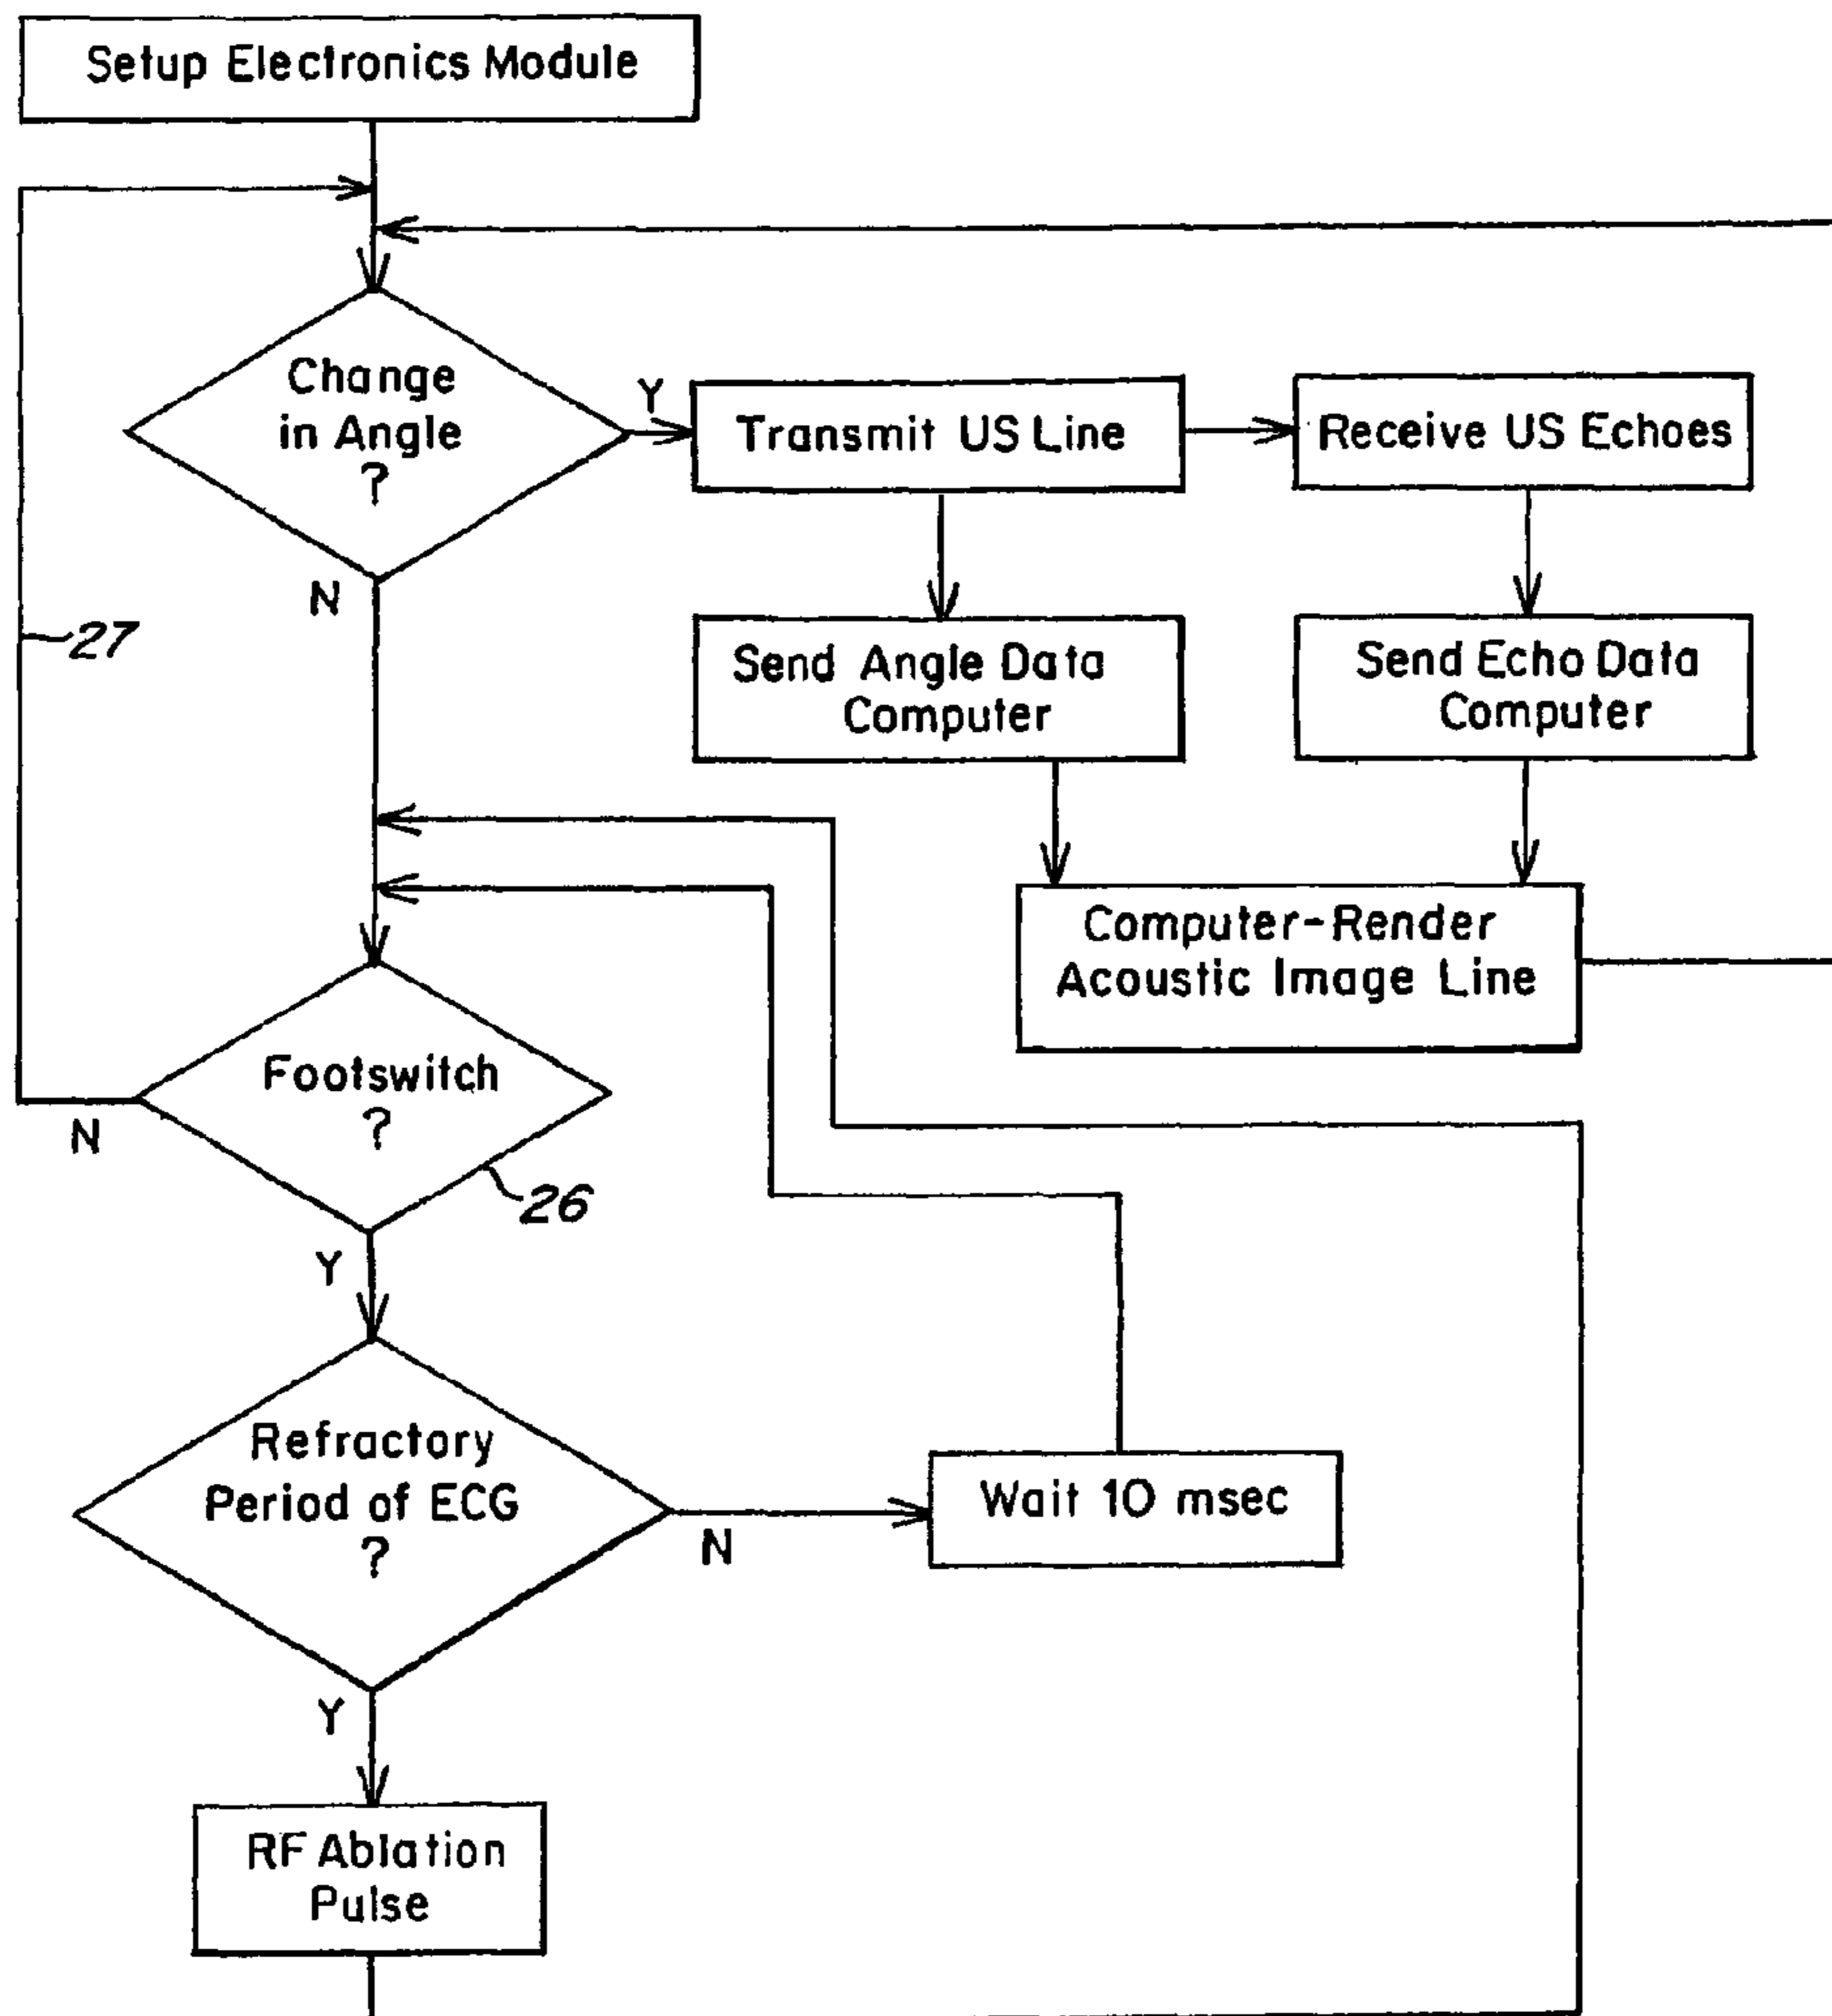 Setup Electronics Module
Change
in Angle
?
Y
Transmit US Line
Receive US Echoes
N
27
Send Angle Data
Computer
Send Echo Data
Computer
Computer-Render
Acoustic Image Line
Footswitch
?
N
26
Y
Refractory
Period of ECG
?
N
Wait 10 msec
Y
RF Ablation
Pulse